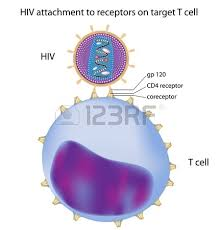 HIV attachment to receptors on target T cell
HIV
gp 120
CD4 receptor
coreceptor
123RF
T cell